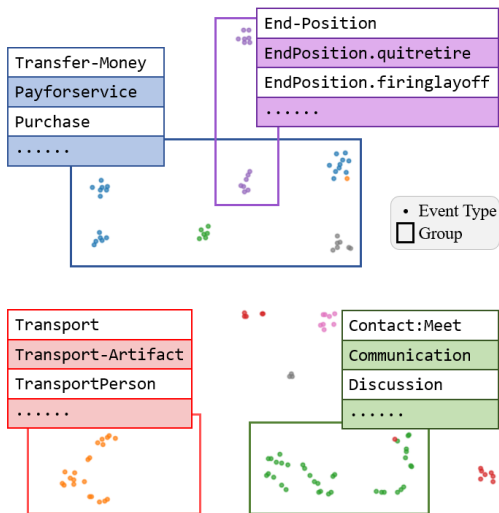 End-Position
EndPosition.quitretire
EndPosition.firinglayoff
......
Transfer-Money
Payforservice
Purchase
......
Event Type
Group
Transport
Transport-Artifact
TransportPerson
......
Contact:Meet
Communication
Discussion
......